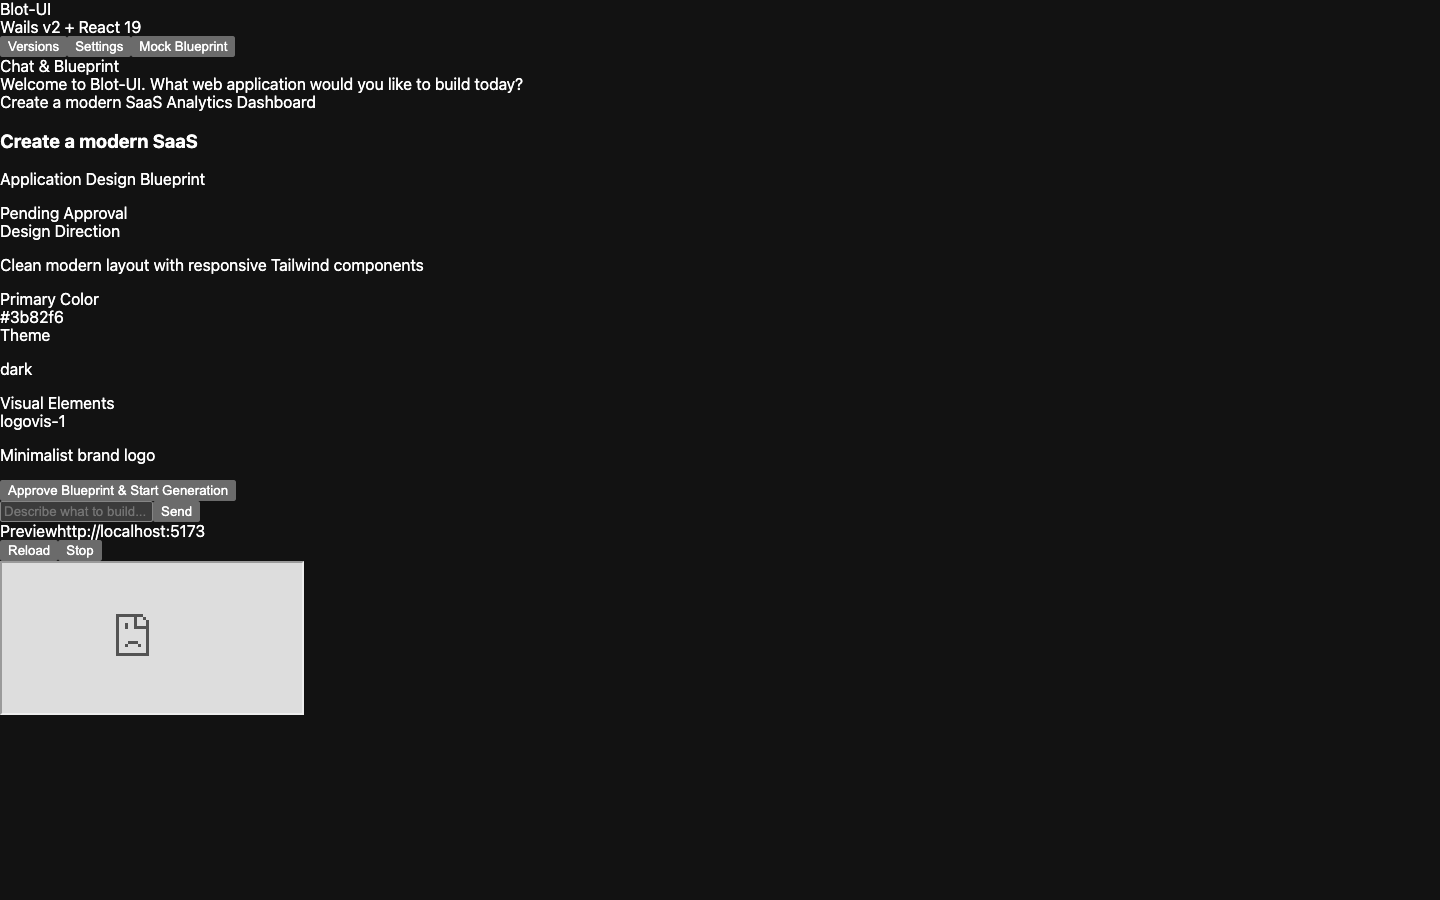 Blot-UI
Wails v2 + React 19
Versions Settings Mock Blueprint
Chat & Blueprint
Welcome to Blot-UI. What web application would you like to build today?
Create a modern SaaS Analytics Dashboard
Create a modern SaaS
Application Design Blueprint
Pending Approval
Design Direction
Clean modern layout with responsive Tailwind components
Primary Color
#3b82f6
Theme
dark
Visual Elements
logovis-1
Minimalist brand logo
Approve Blueprint & Start Generation
Describe what to build... Send
Previewhttp://localhost:5173
Reload Stop